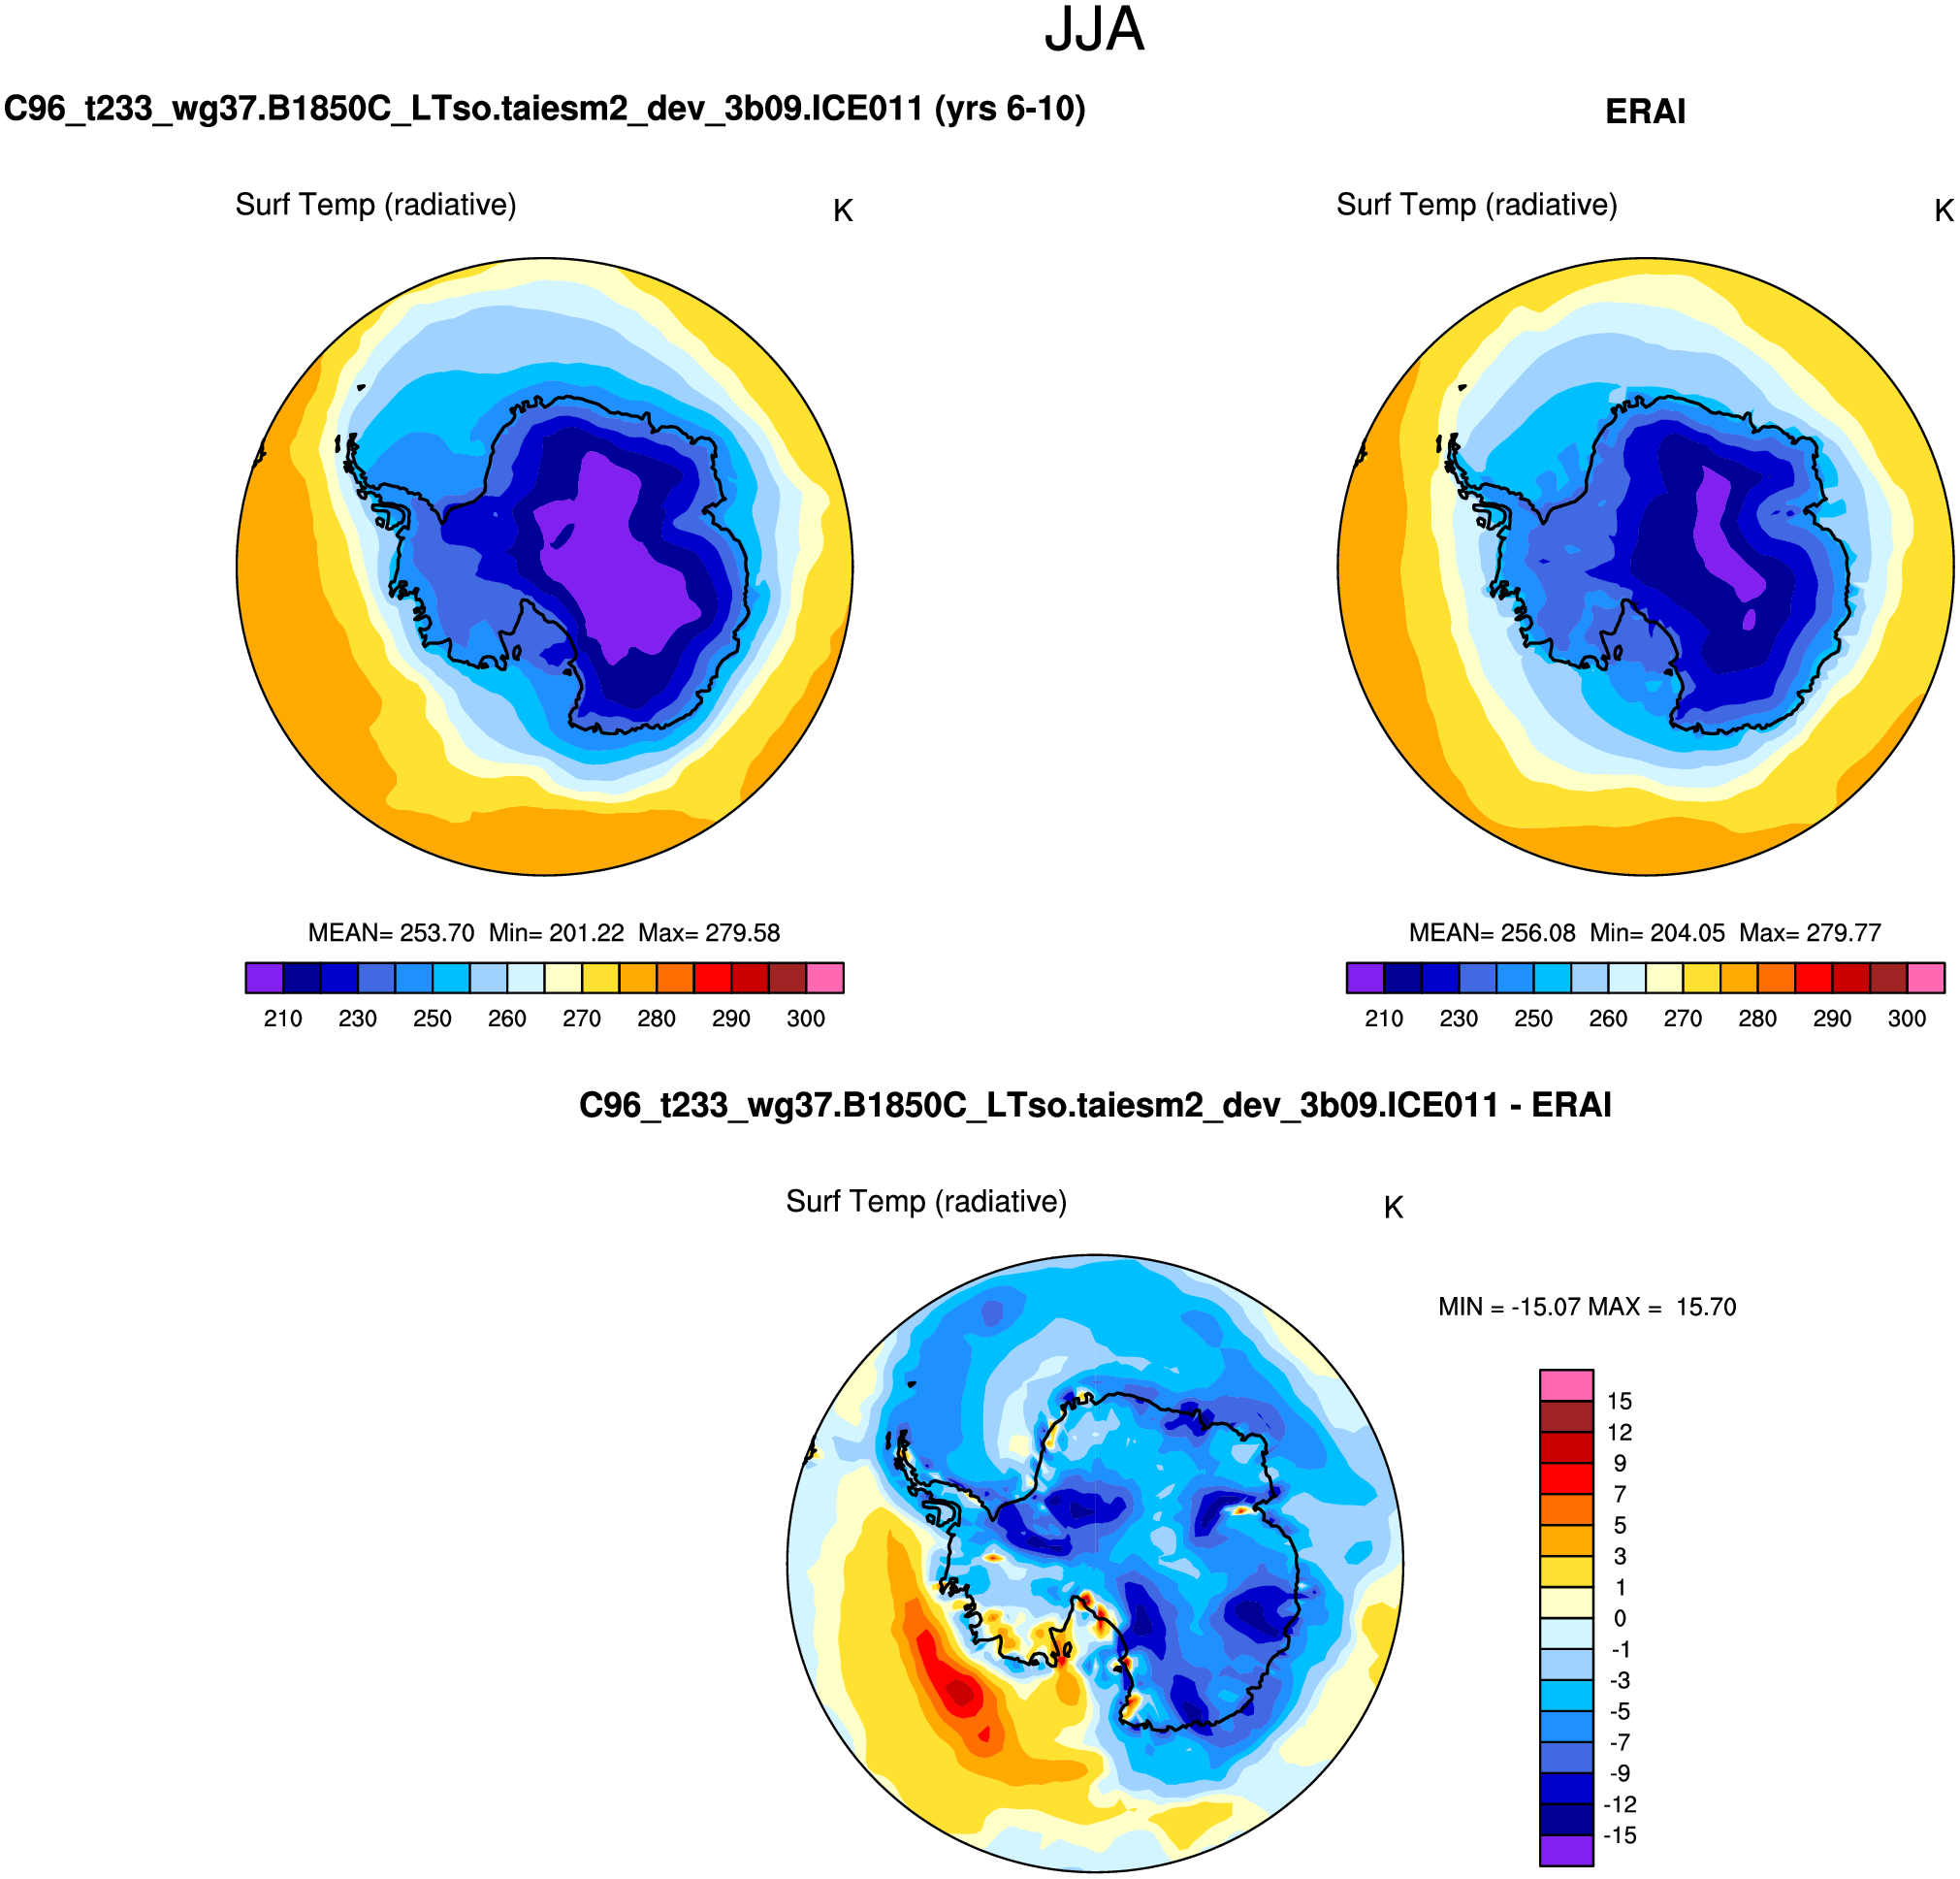 JJA
C96_t233_wg37.B1850C_LTso.taiesm2_dev_3b09.ICE011 (yrs 6-10)
ERAI
Surf Temp (radiative) K
Surf Temp (radiative) K
MEAN= 253.70 Min= 201.22 Max= 279.58
MEAN= 256.08 Min= 204.05 Max= 279.77
210 230 250 260 270 280 290 300
210 230 250 260 270 280 290 300
C96_t233_wg37.B1850C_LTso.taiesm2_dev_3b09.ICE011 - ERAI
Surf Temp (radiative) K
MIN = -15.07 MAX = 15.70
15
12
9
7
5
3
1
0
-1
-3
-5
-7
-9
-12
-15